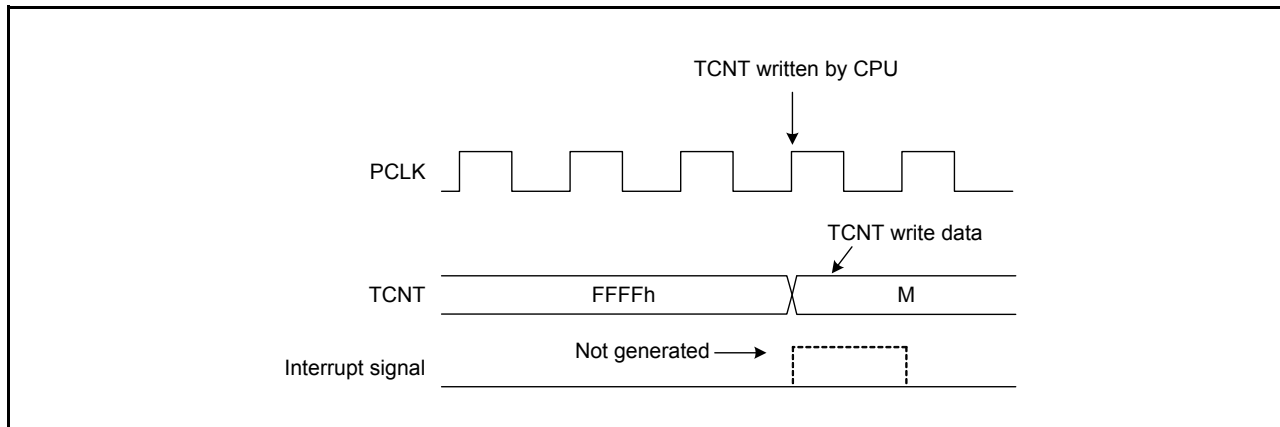 TCNT written by CPU
PCLK
TCNT write data
TCNT
FFFFh
M
Not generated
Interrupt signal